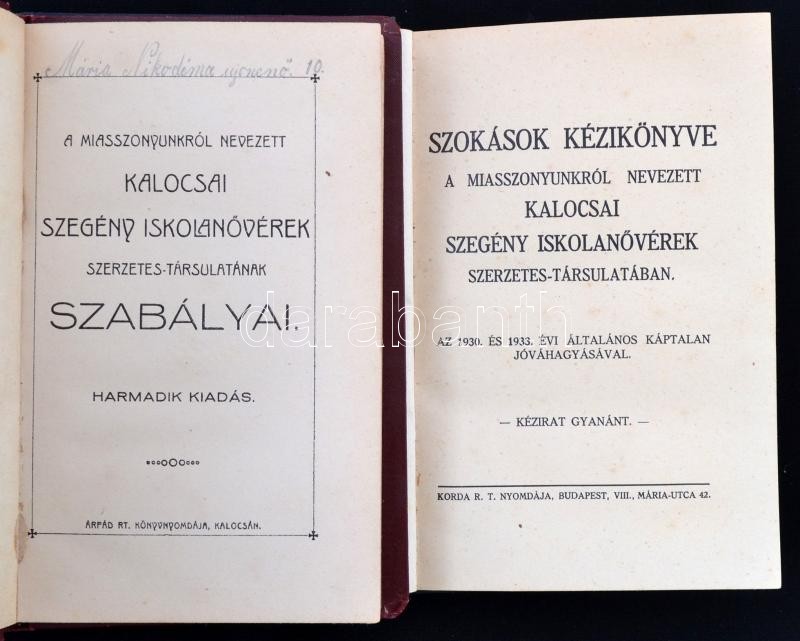 Mária Nikodéma ujoncnő. 10.
A MIASSZONYUNKRÓL NEVEZETT
KALOCSAI
SZEGÉNY ISKOLANŐVÉREK
SZERZETES-TÁRSULATÁNAK
SZABÁLYAI.
HARMADIK KIADÁS.
ÁRPÁD RT. KÖNYVNYOMDÁJA, KALOCSÁN.
SZOKÁSOK KÉZIKÖNYVE
A MIASSZONYUNKRÓL NEVEZETT
KALOCSAI
SZEGÉNY ISKOLANŐVÉREK
SZERZETES-TÁRSULATÁBAN.
AZ 1930. ÉS 1933. ÉVI ÁLTALÁNOS KÁPTALAN
JÓVÁHAGYÁSÁVAL.
— KÉZIRAT GYANÁNT. —
KORDA R. T. NYOMDÁJA, BUDAPEST, VIII., MÁRIA-UTCA 42.
darabanth